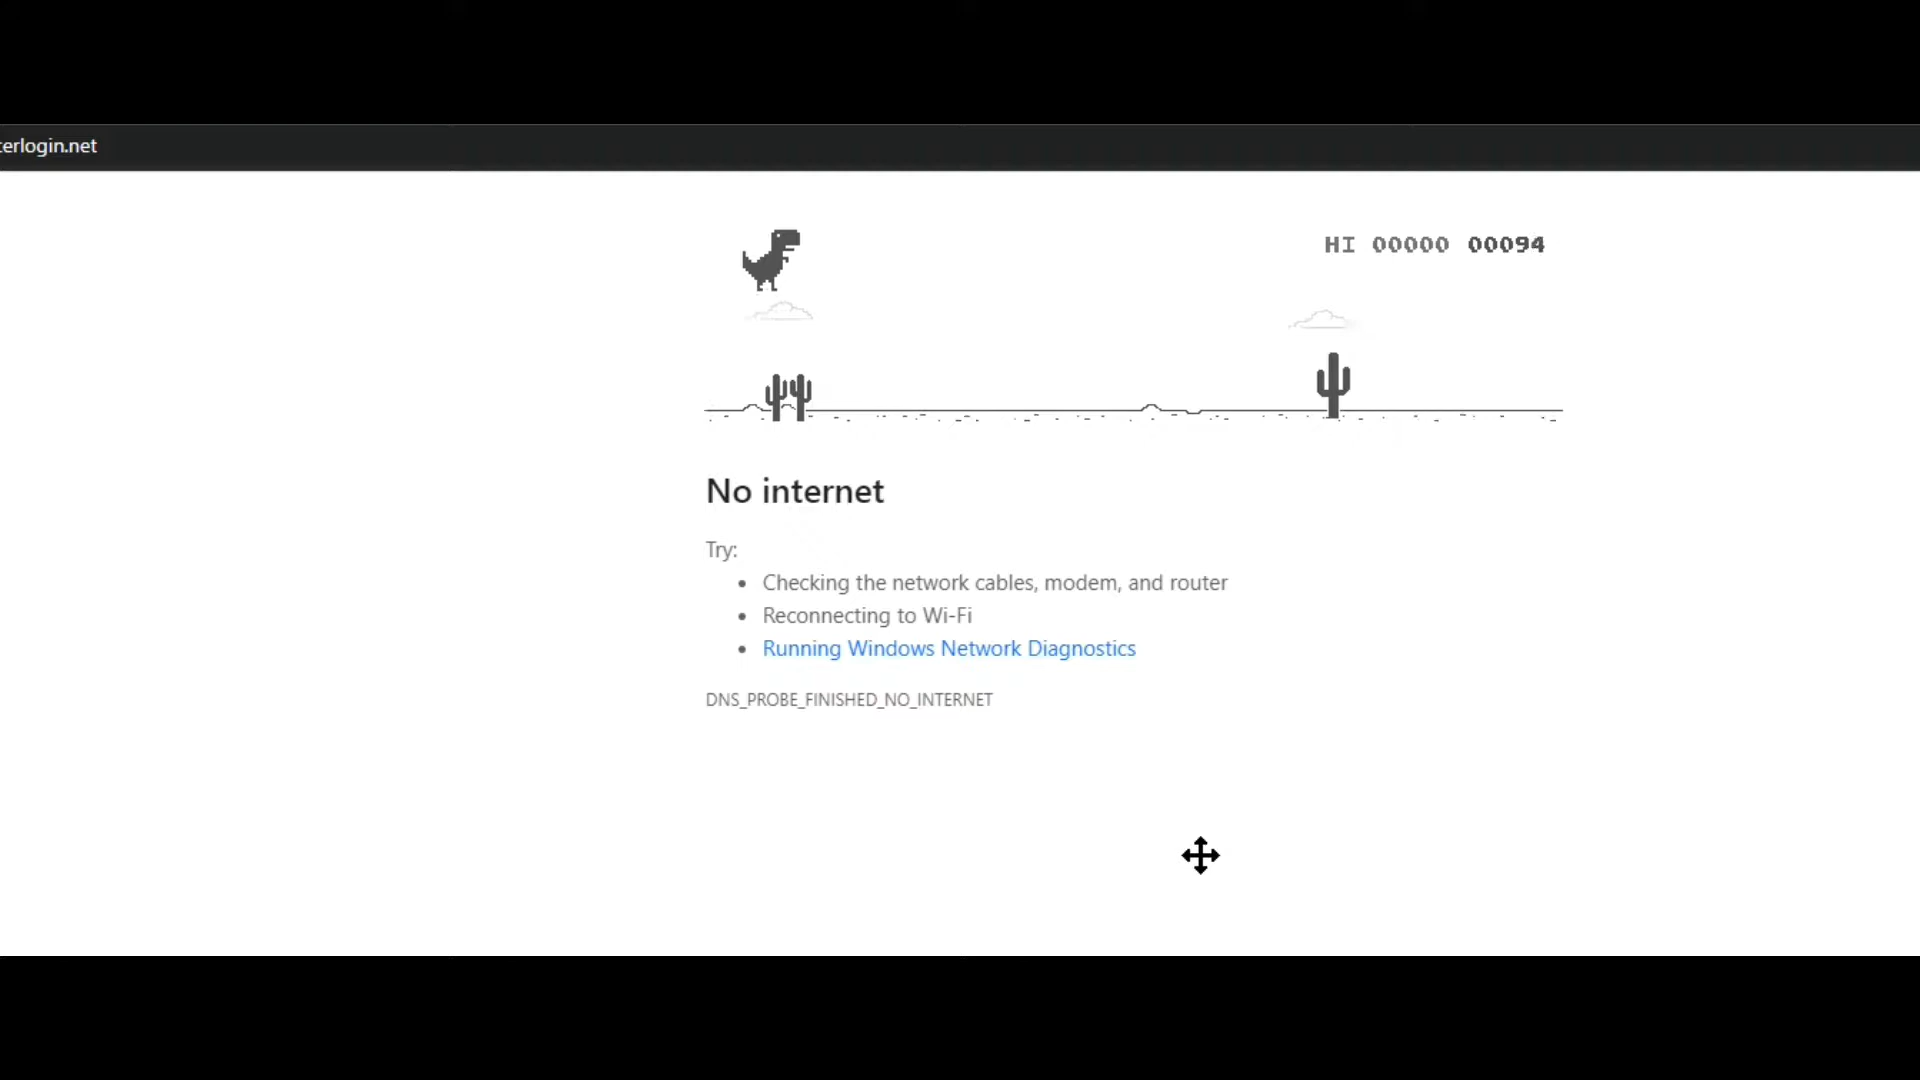 terlogin.net
HI 00000 00094
No internet
Try:
Checking the network cables, modem, and router
Reconnecting to Wi-Fi
Running Windows Network Diagnostics
DNS_PROBE_FINISHED_NO_INTERNET